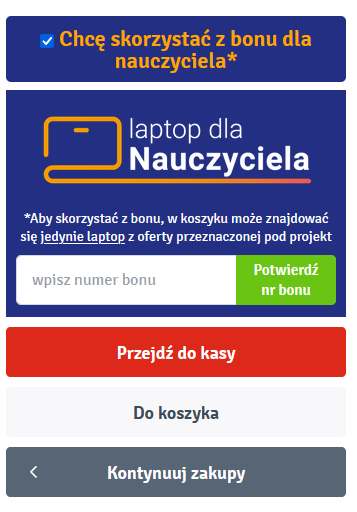 Chcę skorzystać z bonu dla
nauczyciela*
laptop dla
Nauczyciela
*Aby skorzystać z bonu, w koszyku może znajdować
się jedynie laptop z oferty przeznaczonej pod projekt
wpisz numer bonu
Potwierdź
nr bonu
Przejdź do kasy
Do koszyka
Kontynuuj zakupy